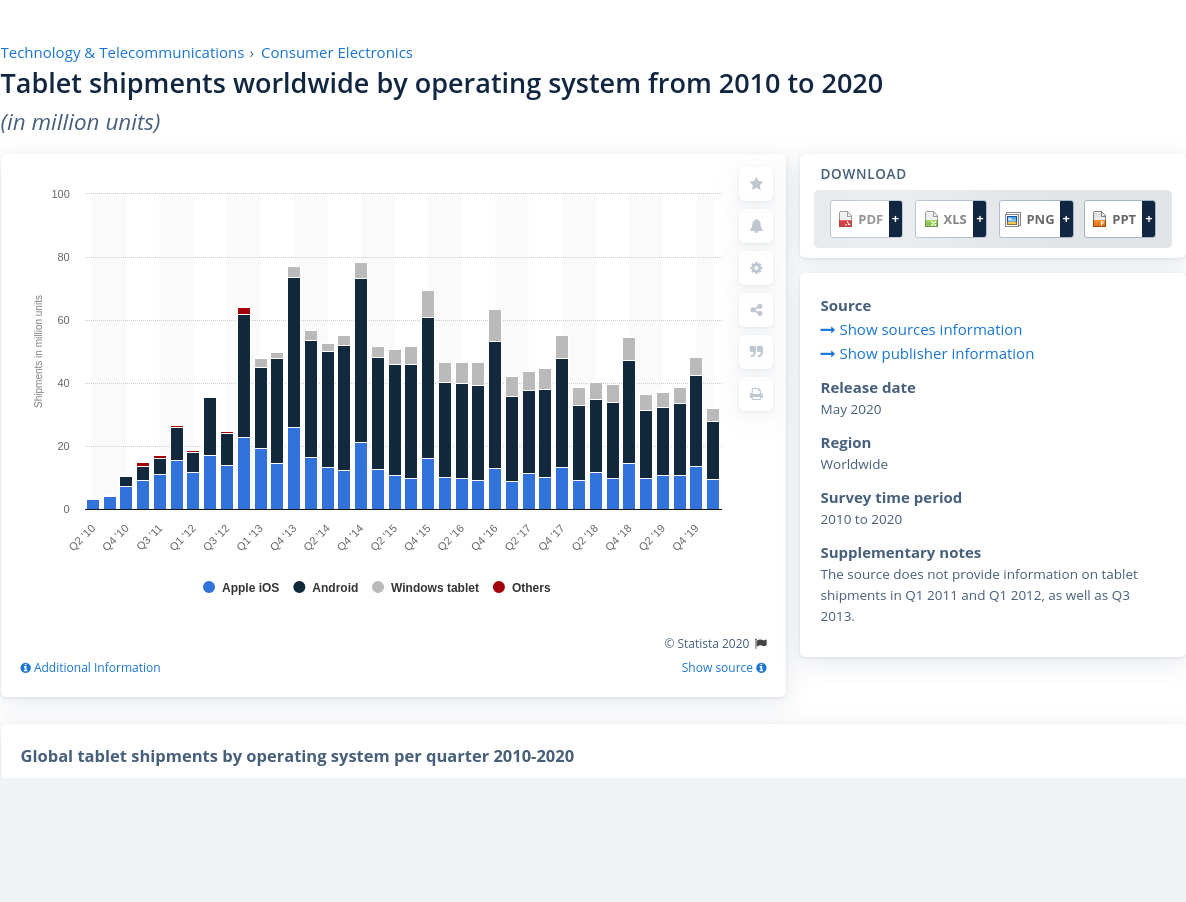 Technology & Telecommunications › Consumer Electronics
Tablet shipments worldwide by operating system from 2010 to 2020
(in million units)
100
80
60
40
20
0
Shipments in million units
Q2 '10
Q4 '10
Q3 '11
Q1 '12
Q3 '12
Q1 '13
Q4 '13
Q2 '14
Q4 '14
Q2 '15
Q4 '15
Q2 '16
Q4 '16
Q2 '17
Q4 '17
Q2 '18
Q4 '18
Q2 '19
Q4 '19
Apple iOS Android Windows tablet Others
© Statista 2020
Additional Information
Show source
DOWNLOAD
PDF + XLS + PNG + PPT +
Source
Show sources information
Show publisher information
Release date
May 2020
Region
Worldwide
Survey time period
2010 to 2020
Supplementary notes
The source does not provide information on tablet
shipments in Q1 2011 and Q1 2012, as well as Q3
2013.
Global tablet shipments by operating system per quarter 2010-2020